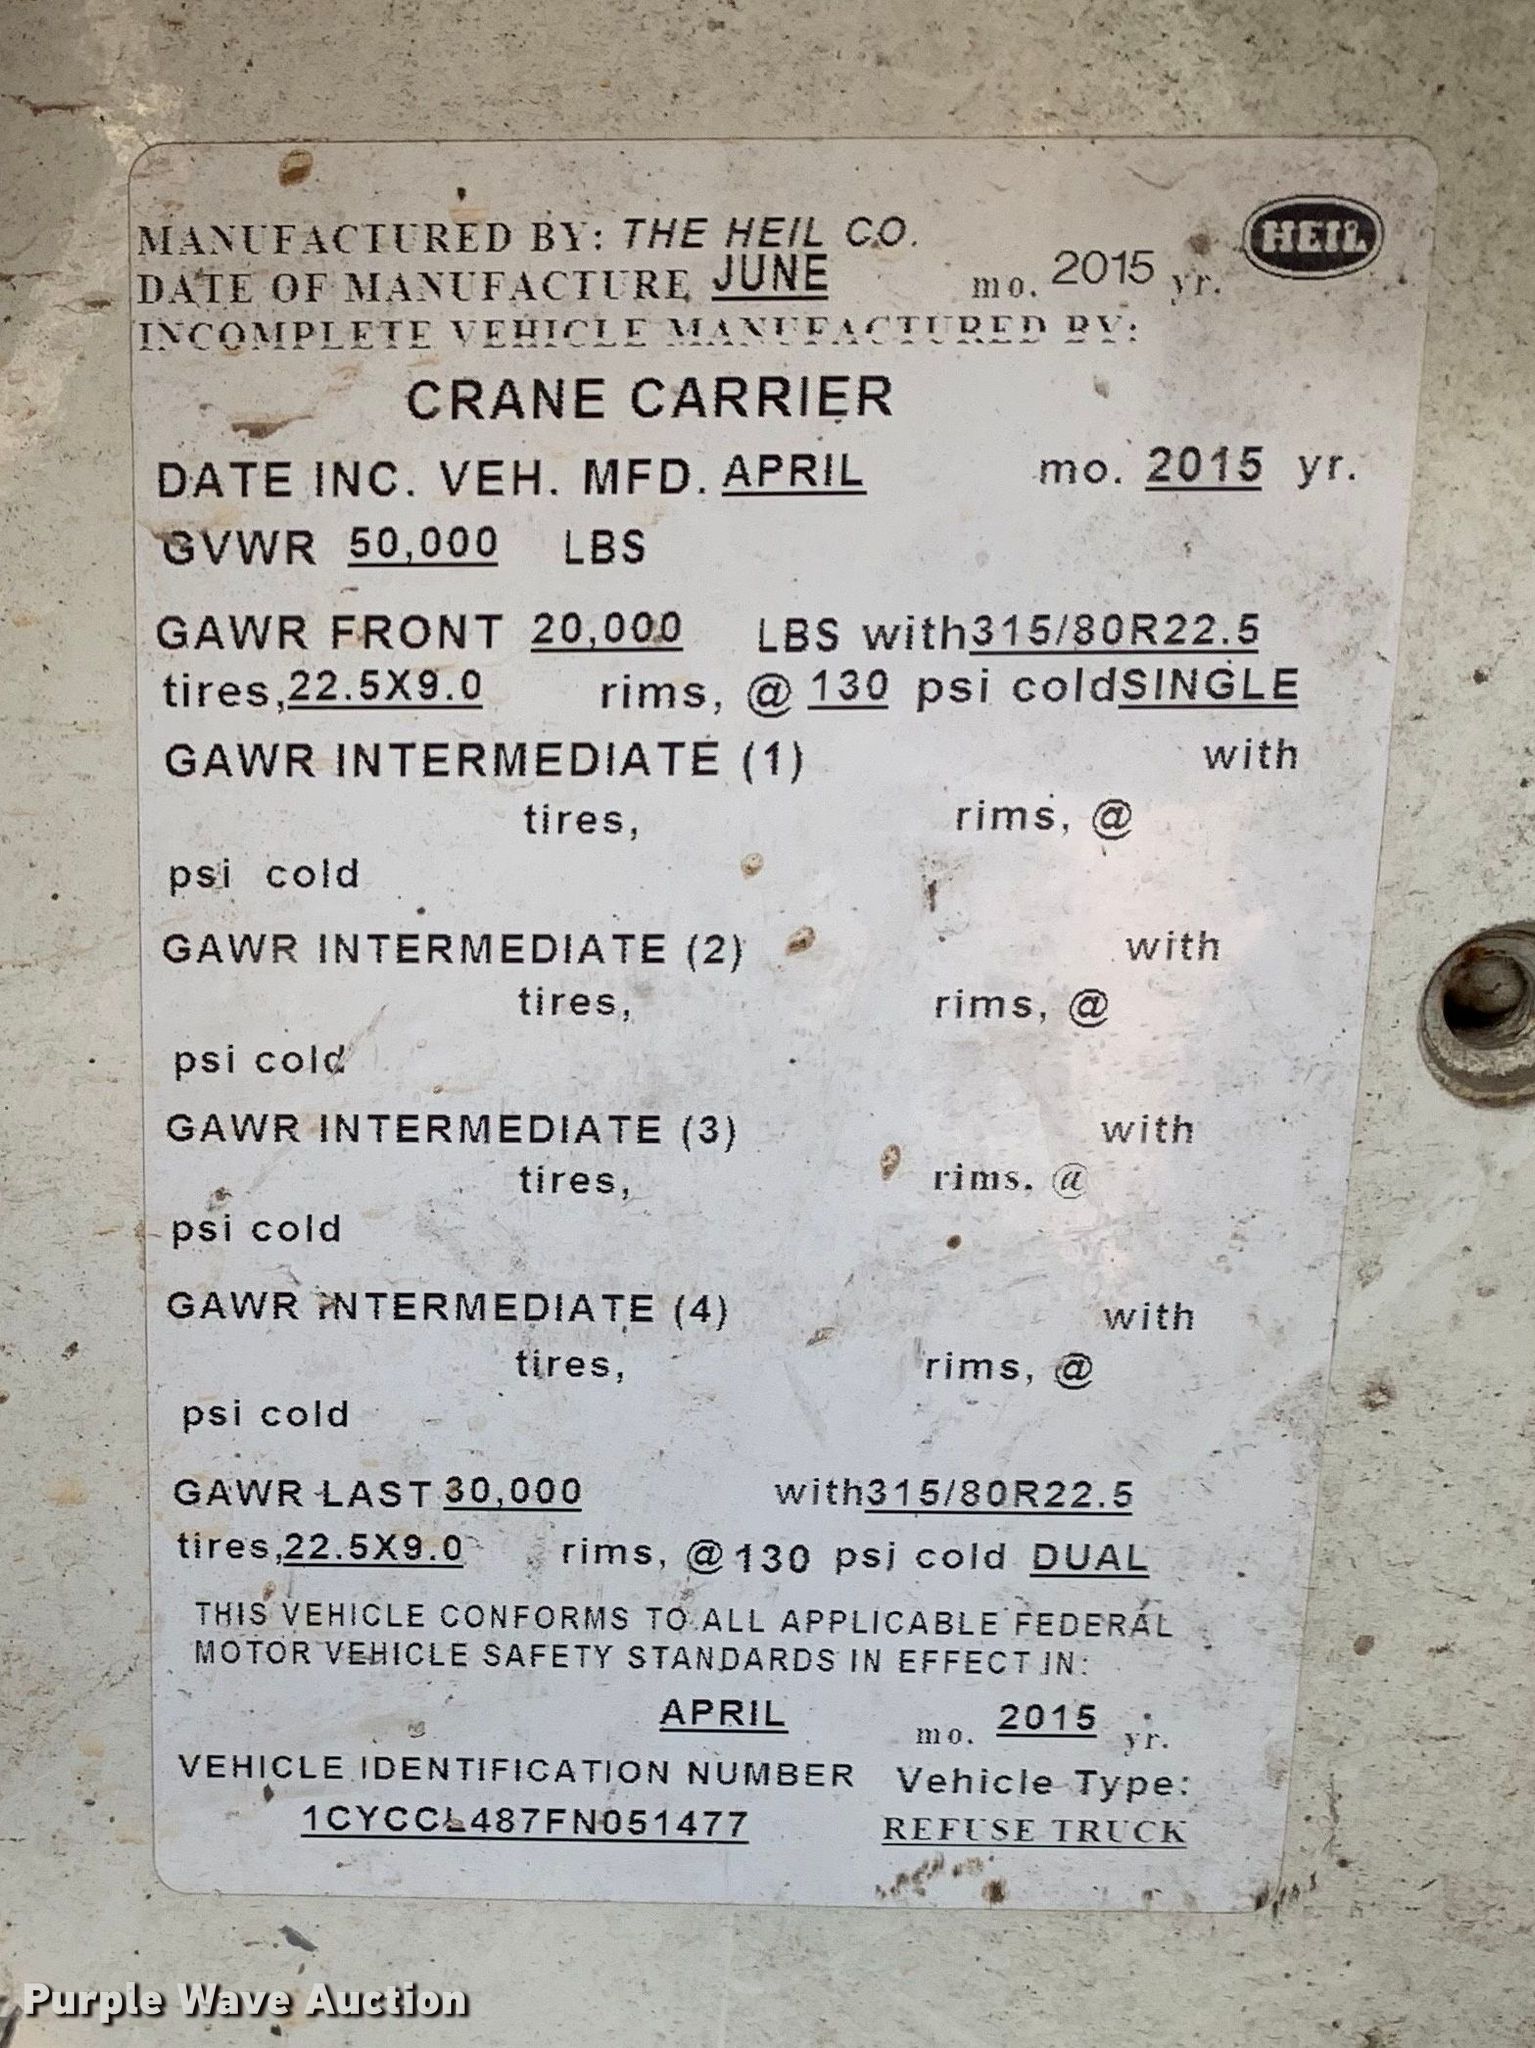 MANUFACTURED BY: THE HEIL CO.
HEIL
DATE OF MANUFACTURE JUNE mo. 2015 yr.
INCOMPLETE VEHICLE MANUFACTURED BY:
CRANE CARRIER
DATE INC. VEH. MFD. APRIL mo. 2015 yr.
GVWR 50,000 LBS
GAWR FRONT 20,000 LBS with 315/80R22.5
tires, 22.5X9.0 rims, @ 130 psi cold SINGLE
GAWR INTERMEDIATE (1) with
tires, rims, @
psi cold
GAWR INTERMEDIATE (2) with
tires, rims, @
psi cold
GAWR INTERMEDIATE (3) with
tires, rims. @
psi cold
GAWR INTERMEDIATE (4) with
tires, rims, @
psi cold
GAWR LAST 30,000 with 315/80R22.5
tires, 22.5X9.0 rims, @ 130 psi cold DUAL
THIS VEHICLE CONFORMS TO ALL APPLICABLE FEDERAL
MOTOR VEHICLE SAFETY STANDARDS IN EFFECT IN:
APRIL mo. 2015 yr.
VEHICLE IDENTIFICATION NUMBER Vehicle Type:
1CYCCL487FN051477 REFUSE TRUCK
Purple Wave Auction